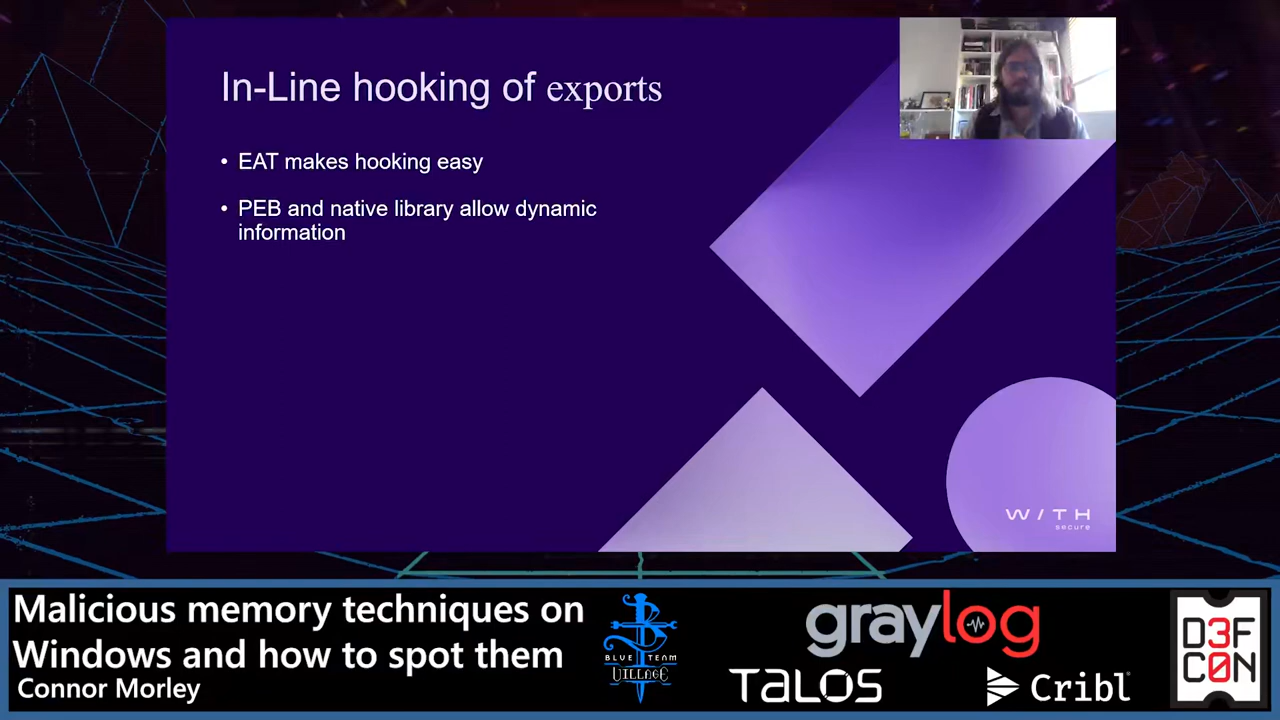 In-Line hooking of exports
• EAT makes hooking easy
• PEB and native library allow dynamic
information
W/TH
secure
Malicious memory techniques on
Windows and how to spot them
Connor Morley
BLUE TEAM
VILLAGE
graylog
TALOS
Cribl
D3F
C0N